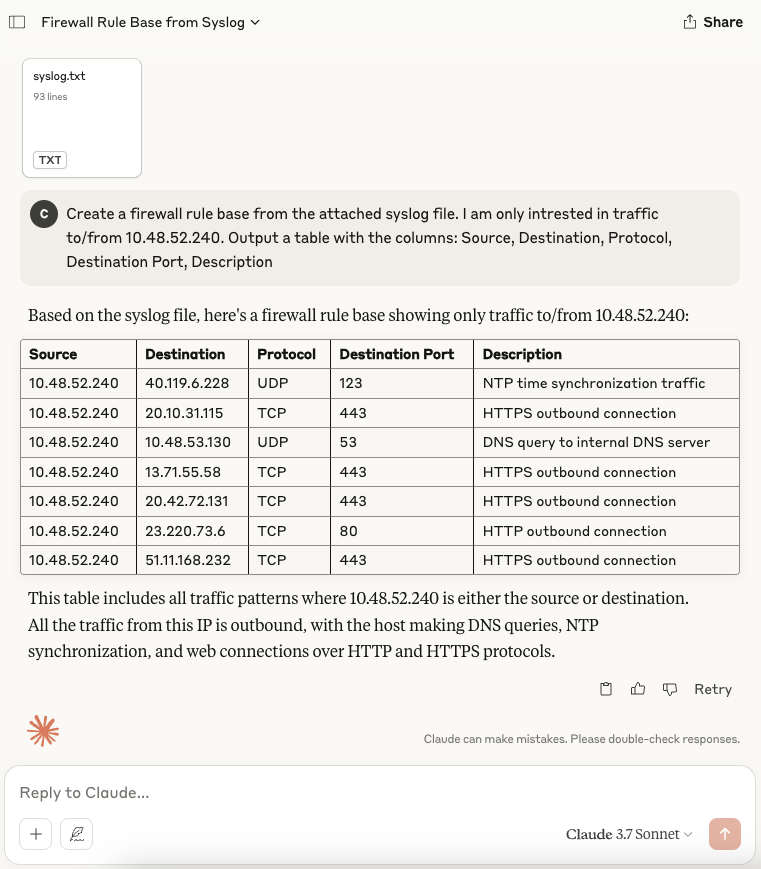 Firewall Rule Base from Syslog
Share
syslog.txt
93 lines
TXT
C
Create a firewall rule base from the attached syslog file. I am only intrested in traffic
to/from 10.48.52.240. Output a table with the columns: Source, Destination, Protocol,
Destination Port, Description
Based on the syslog file, here's a firewall rule base showing only traffic to/from 10.48.52.240:
Source Destination Protocol Destination Port Description
10.48.52.240 40.119.6.228 UDP 123 NTP time synchronization traffic
10.48.52.240 20.10.31.115 TCP 443 HTTPS outbound connection
10.48.52.240 10.48.53.130 UDP 53 DNS query to internal DNS server
10.48.52.240 13.71.55.58 TCP 443 HTTPS outbound connection
10.48.52.240 20.42.72.131 TCP 443 HTTPS outbound connection
10.48.52.240 23.220.73.6 TCP 80 HTTP outbound connection
10.48.52.240 51.11.168.232 TCP 443 HTTPS outbound connection
This table includes all traffic patterns where 10.48.52.240 is either the source or destination.
All the traffic from this IP is outbound, with the host making DNS queries, NTP
synchronization, and web connections over HTTP and HTTPS protocols.
Retry
Claude can make mistakes. Please double-check responses.
Reply to Claude...
Claude 3.7 Sonnet